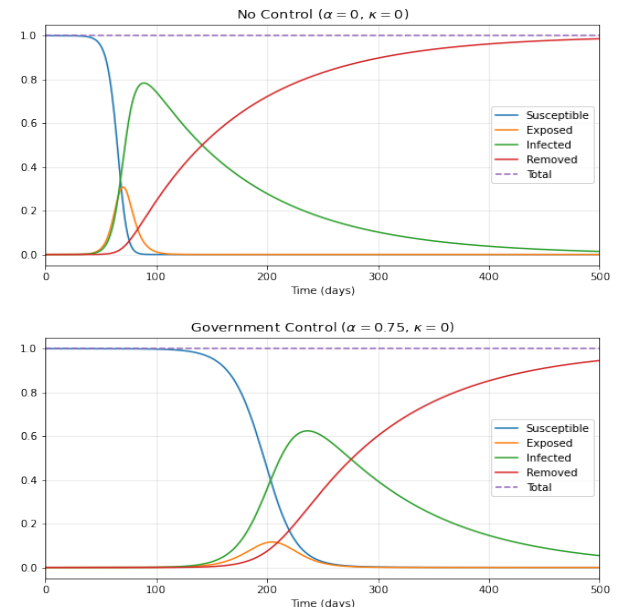 No Control (α = 0, κ = 0)
1.0
0.8
0.6
0.4
0.2
0.0
Susceptible
Exposed
Infected
Removed
Total
0 100 200 300 400 500
Time (days)
Government Control (α = 0.75, κ = 0)
1.0
0.8
0.6
0.4
0.2
0.0
Susceptible
Exposed
Infected
Removed
Total
0 100 200 300 400 500
Time (days)